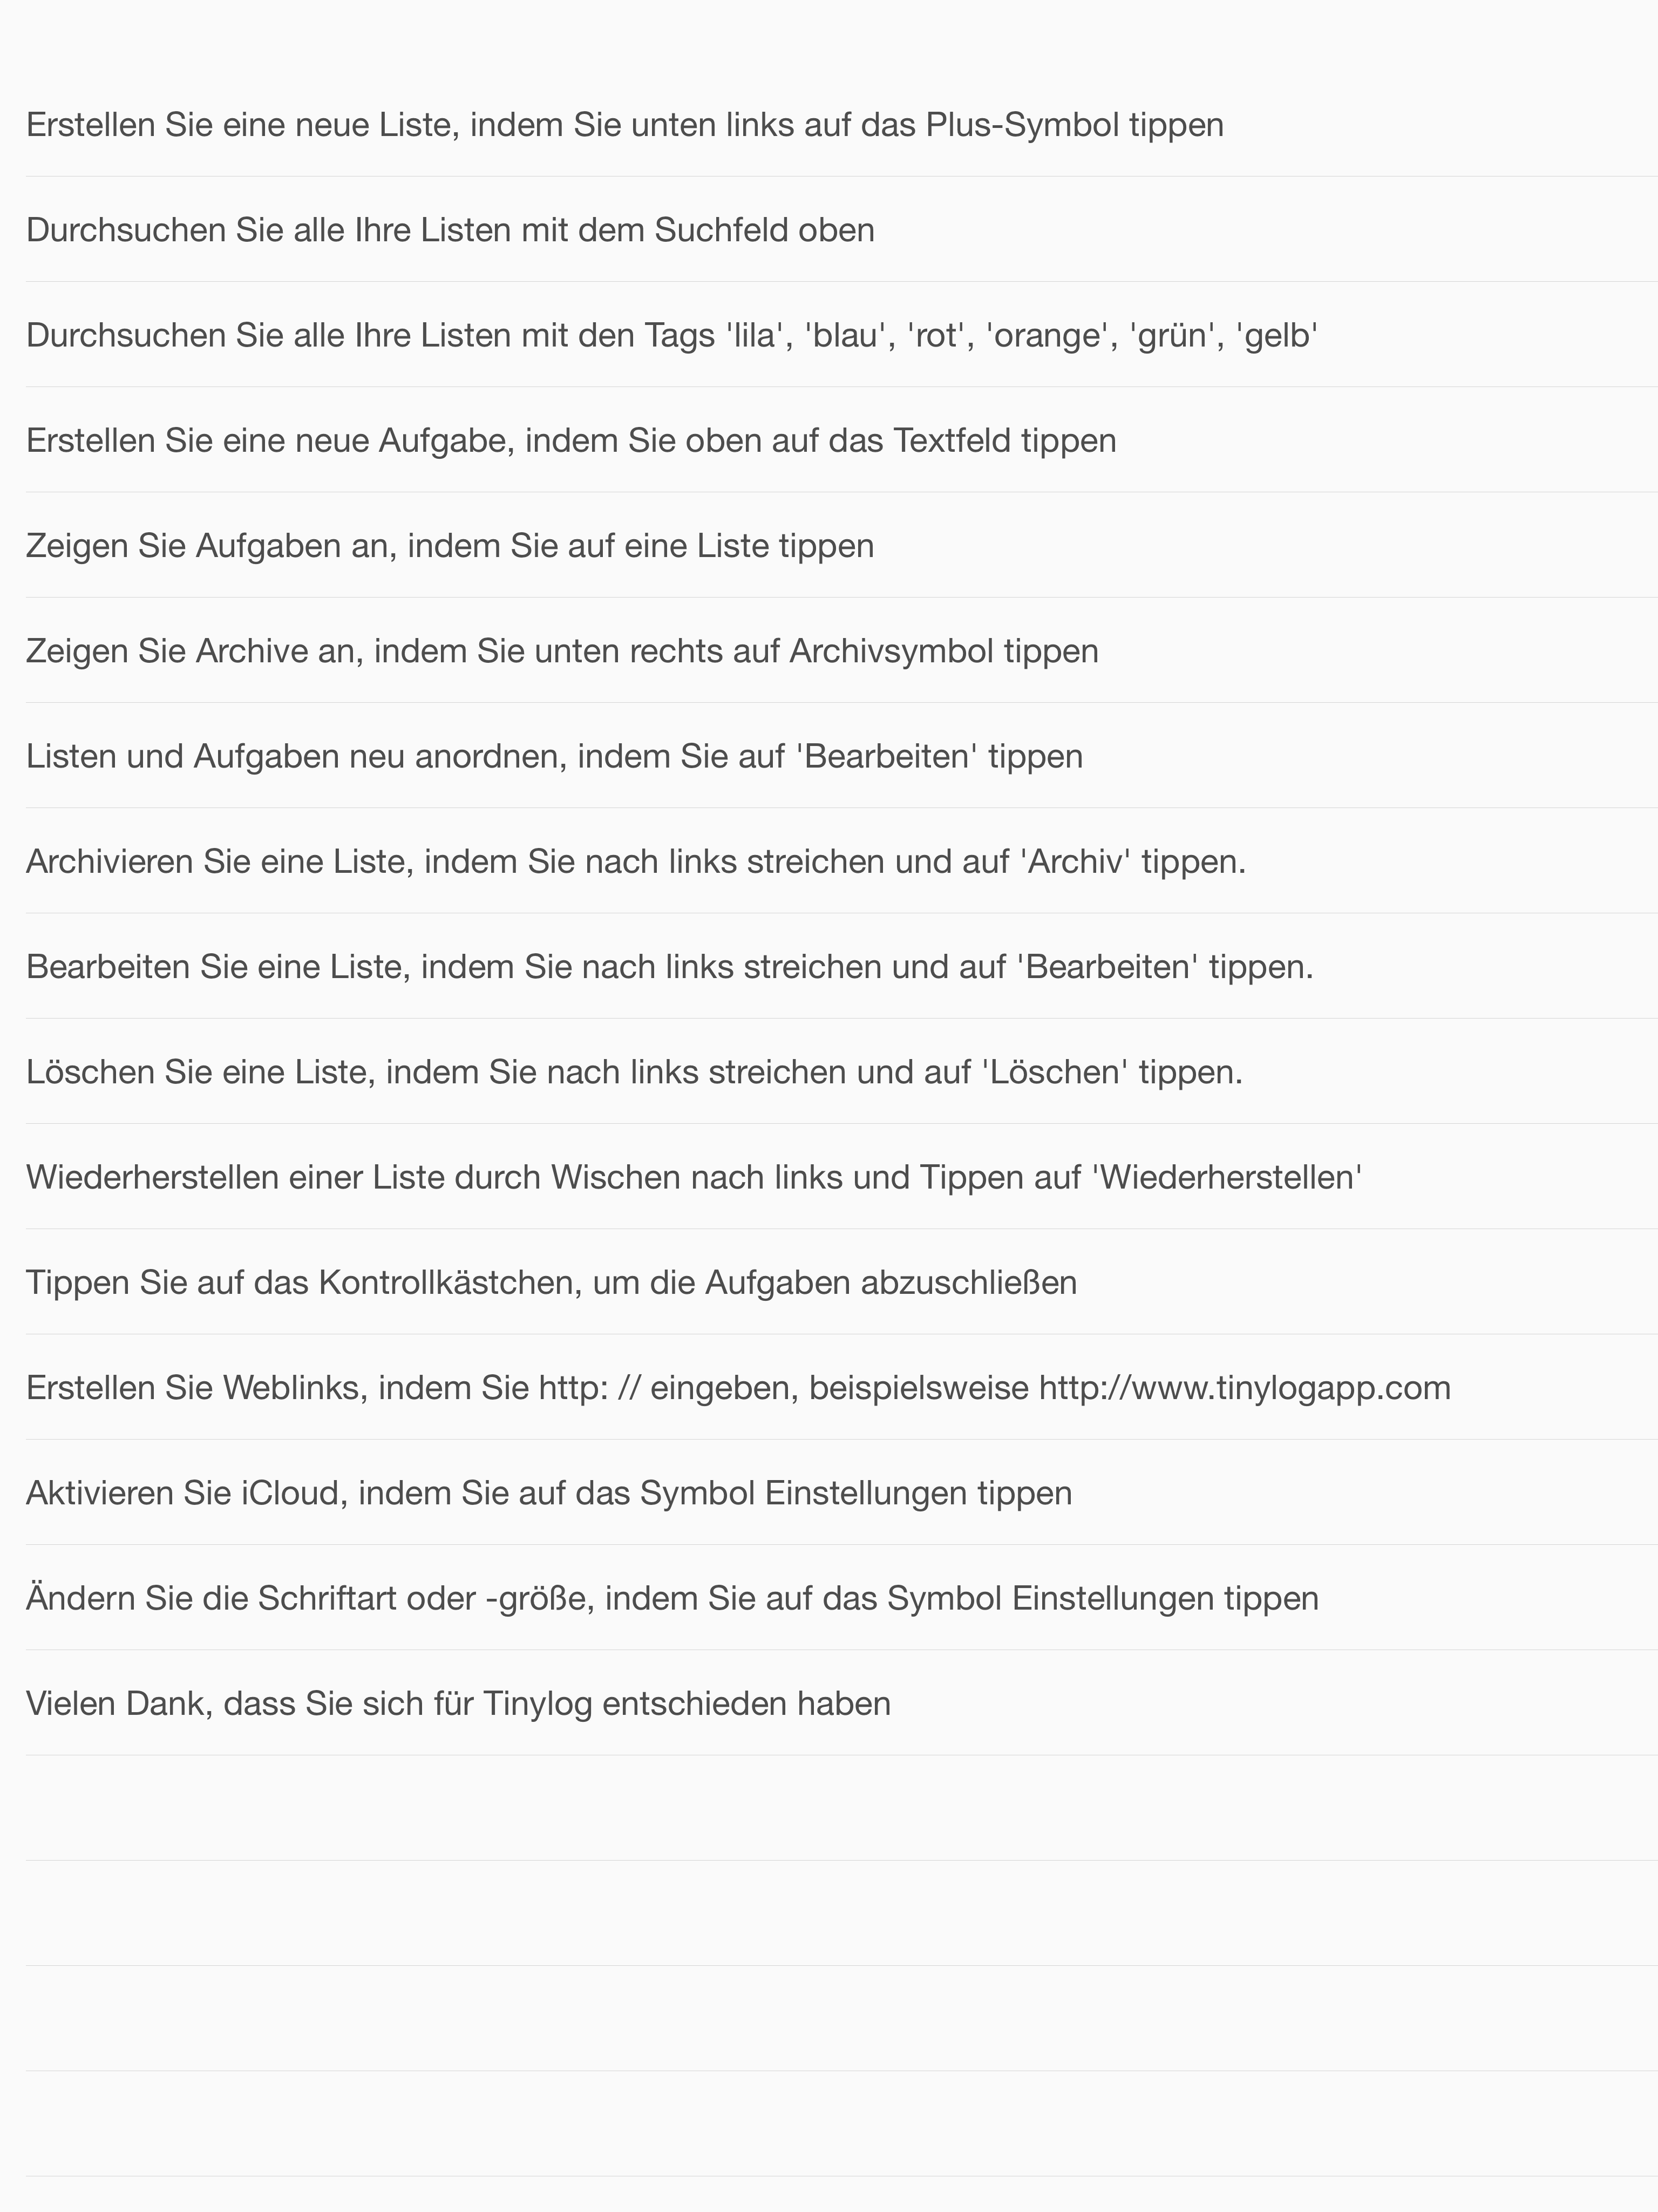 Erstellen Sie eine neue Liste, indem Sie unten links auf das Plus-Symbol tippen
Durchsuchen Sie alle Ihre Listen mit dem Suchfeld oben
Durchsuchen Sie alle Ihre Listen mit den Tags 'lila', 'blau', 'rot', 'orange', 'grün', 'gelb'
Erstellen Sie eine neue Aufgabe, indem Sie oben auf das Textfeld tippen
Zeigen Sie Aufgaben an, indem Sie auf eine Liste tippen
Zeigen Sie Archive an, indem Sie unten rechts auf Archivsymbol tippen
Listen und Aufgaben neu anordnen, indem Sie auf 'Bearbeiten' tippen
Archivieren Sie eine Liste, indem Sie nach links streichen und auf 'Archiv' tippen.
Bearbeiten Sie eine Liste, indem Sie nach links streichen und auf 'Bearbeiten' tippen.
Löschen Sie eine Liste, indem Sie nach links streichen und auf 'Löschen' tippen.
Wiederherstellen einer Liste durch Wischen nach links und Tippen auf 'Wiederherstellen'
Tippen Sie auf das Kontrollkästchen, um die Aufgaben abzuschließen
Erstellen Sie Weblinks, indem Sie http: // eingeben, beispielsweise http://www.tinylogapp.com
Aktivieren Sie iCloud, indem Sie auf das Symbol Einstellungen tippen
Ändern Sie die Schriftart oder -größe, indem Sie auf das Symbol Einstellungen tippen
Vielen Dank, dass Sie sich für Tinylog entschieden haben